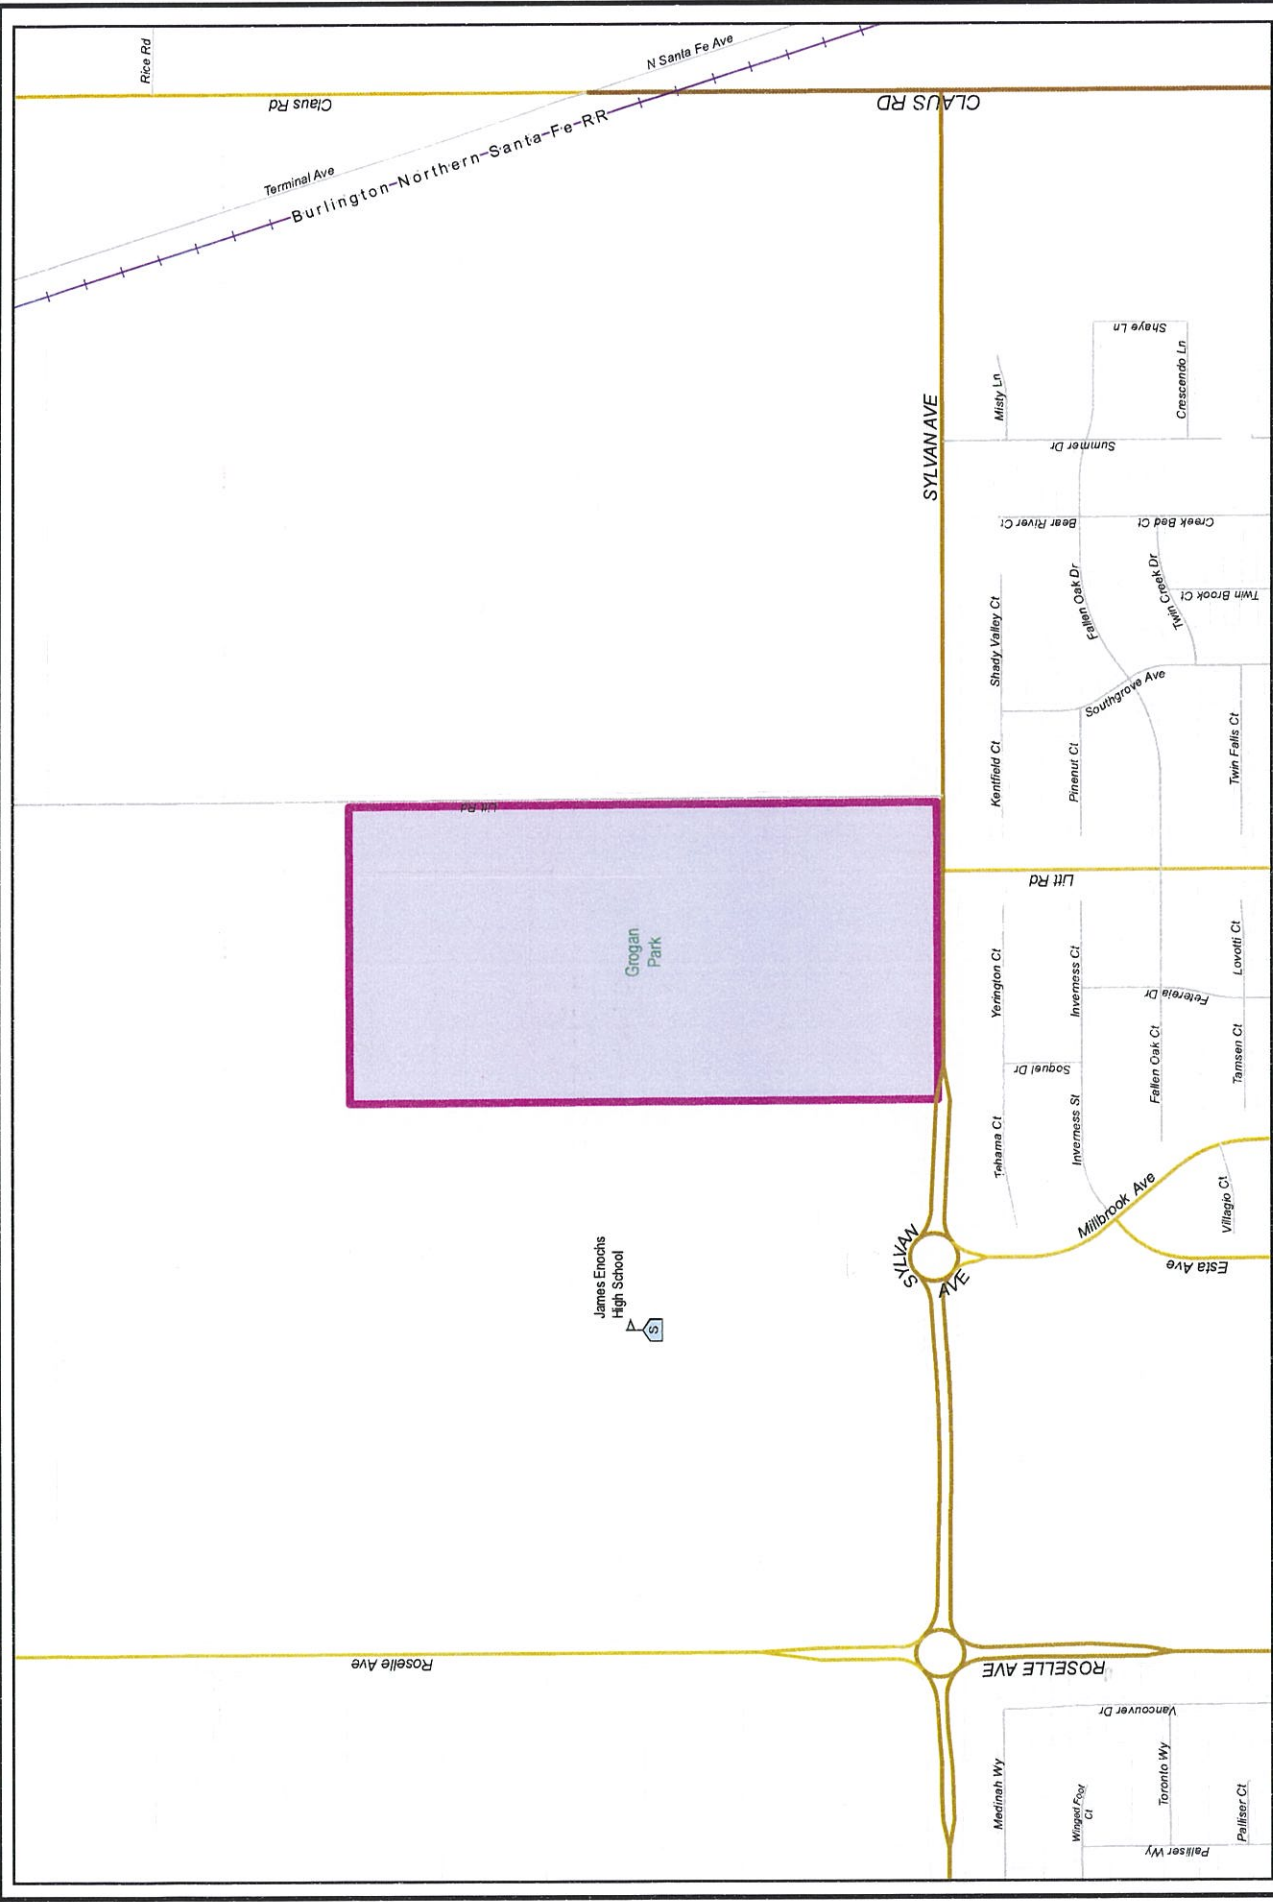 Rice Rd
Claus Rd
N Santa Fe Ave
Terminal Ave
Burlington-Northern-Santa-Fe-RR
CLAUS RD
SYLVAN AVE
Misty Ln
Shaye Ln
Crescendo Ln
Summer Dr
Bear River Ct
Creek Bed Ct
Fallen Oak Dr
Twin Creek Dr
Twin Brook Ct
Shady Valley Ct
Southgrove Ave
Kentfield Ct
Pinenut Ct
Twin Falls Ct
Litt Rd
Litt Rd
Grogan
Park
Yerington Ct
Inverness Ct
Lovotti Ct
Fetereia Dr
Soquel Dr
Fallen Oak Ct
Tamsen Ct
Tehama Ct
Inverness St
Millbrook Ave
Villagio Ct
Esta Ave
James Enochs
High School
S
SYLVAN
AVE
Roselle Ave
ROSELLE AVE
Vancouver Dr
Medinah Wy
Winged Foot
Ct
Toronto Wy
Palliser Wy
Palliser Ct